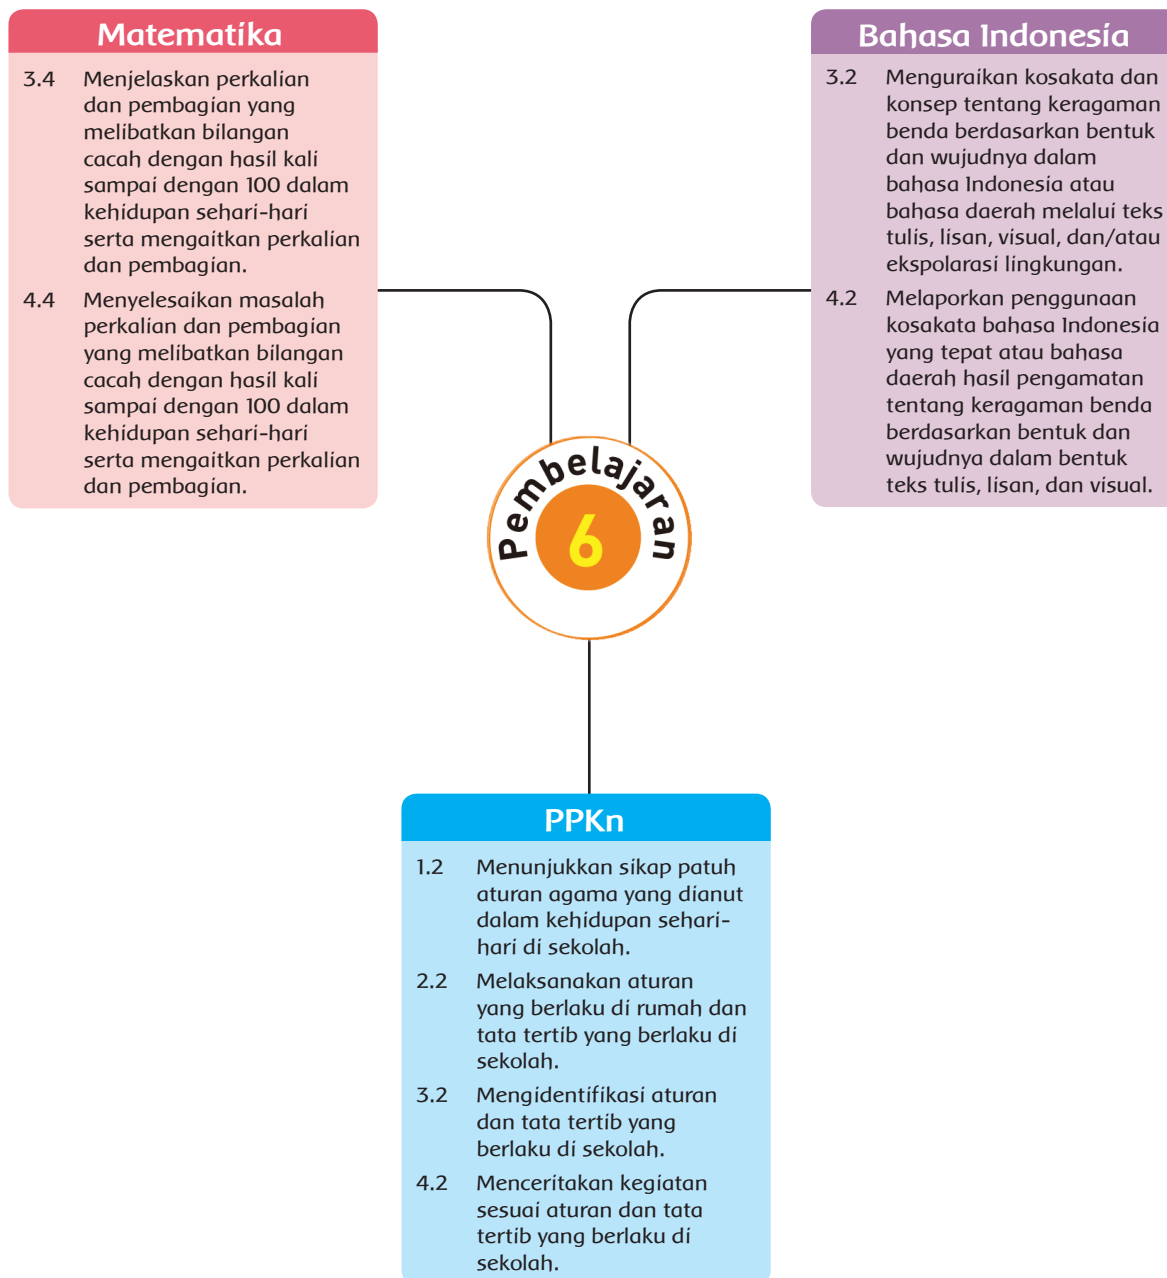 Matematika
3.4 Menjelaskan perkalian
dan pembagian yang
melibatkan bilangan
cacah dengan hasil kali
sampai dengan 100 dalam
kehidupan sehari-hari
serta mengaitkan perkalian
dan pembagian.
4.4 Menyelesaikan masalah
perkalian dan pembagian
yang melibatkan bilangan
cacah dengan hasil kali
sampai dengan 100 dalam
kehidupan sehari-hari
serta mengaitkan perkalian
dan pembagian.
Bahasa Indonesia
3.2 Menguraikan kosakata dan
konsep tentang keragaman
benda berdasarkan bentuk
dan wujudnya dalam
bahasa Indonesia atau
bahasa daerah melalui teks
tulis, lisan, visual, dan/atau
ekspolarasi lingkungan.
4.2 Melaporkan penggunaan
kosakata bahasa Indonesia
yang tepat atau bahasa
daerah hasil pengamatan
tentang keragaman benda
berdasarkan bentuk dan
wujudnya dalam bentuk
teks tulis, lisan, dan visual.
Pembelajaran
6
PPKn
1.2 Menunjukkan sikap patuh
aturan agama yang dianut
dalam kehidupan sehari-
hari di sekolah.
2.2 Melaksanakan aturan
yang berlaku di rumah dan
tata tertib yang berlaku di
sekolah.
3.2 Mengidentifikasi aturan
dan tata tertib yang
berlaku di sekolah.
4.2 Menceritakan kegiatan
sesuai aturan dan tata
tertib yang berlaku di
sekolah.